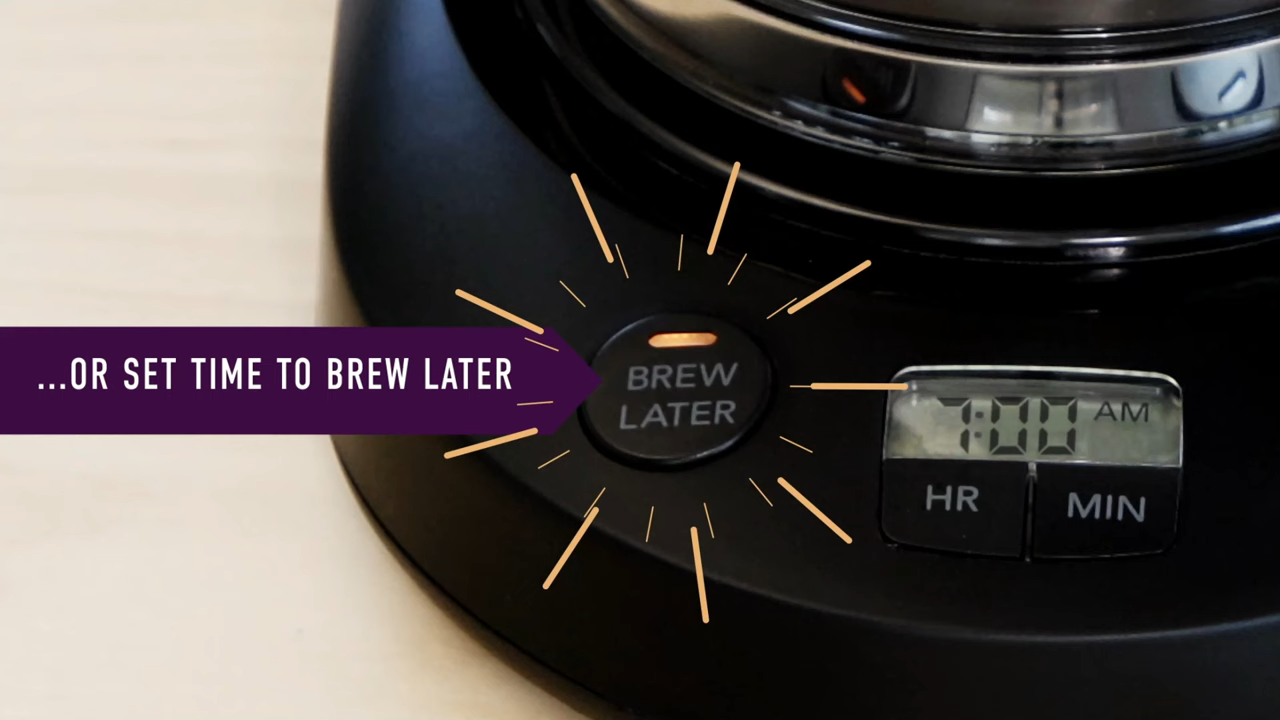 ...OR SET TIME TO BREW LATER
BREW
LATER
7:00 AM
HR MIN